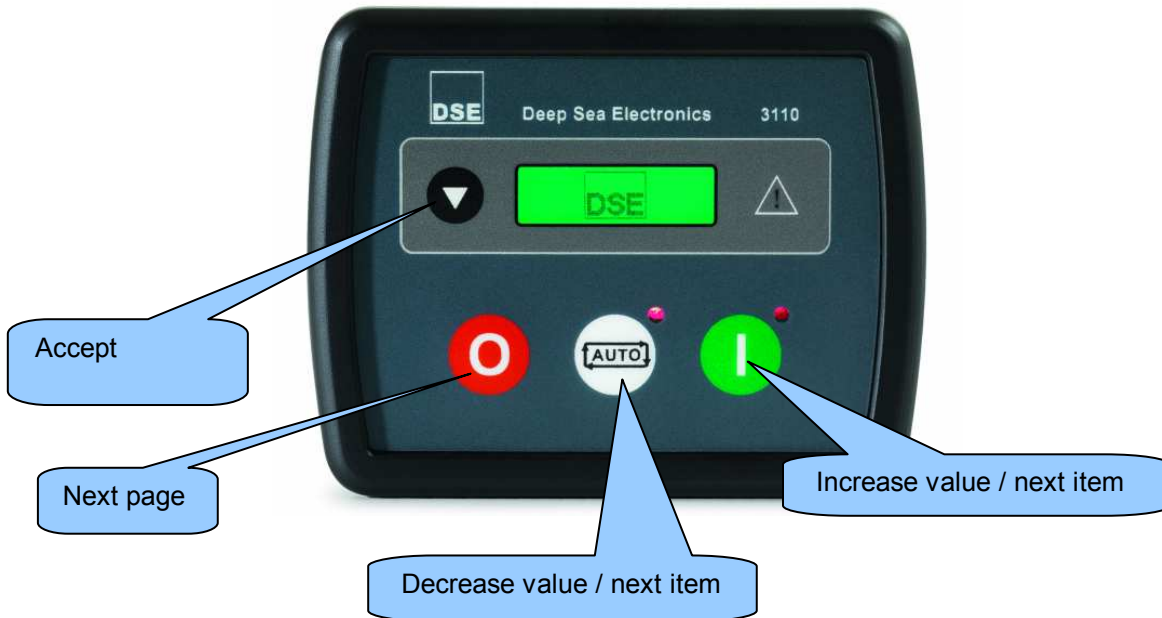 DSE
Deep Sea Electronics
3110
DSE
Accept
O
AUTO
I
Next page
Increase value / next item
Decrease value / next item